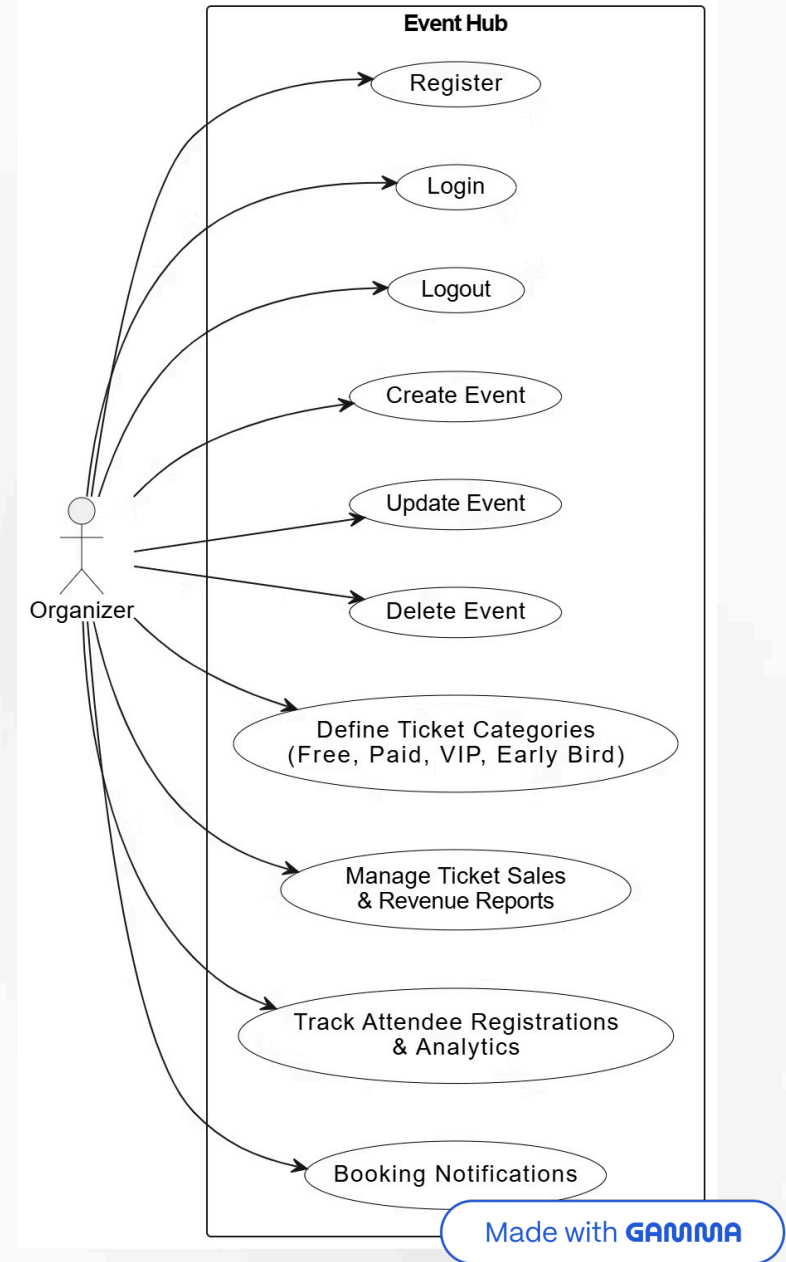 Event Hub
Register
Login
Logout
Create Event
Update Event
Delete Event
Organizer
Define Ticket Categories
(Free, Paid, VIP, Early Bird)
Manage Ticket Sales
& Revenue Reports
Track Attendee Registrations
& Analytics
Booking Notifications
Made with GAMMA